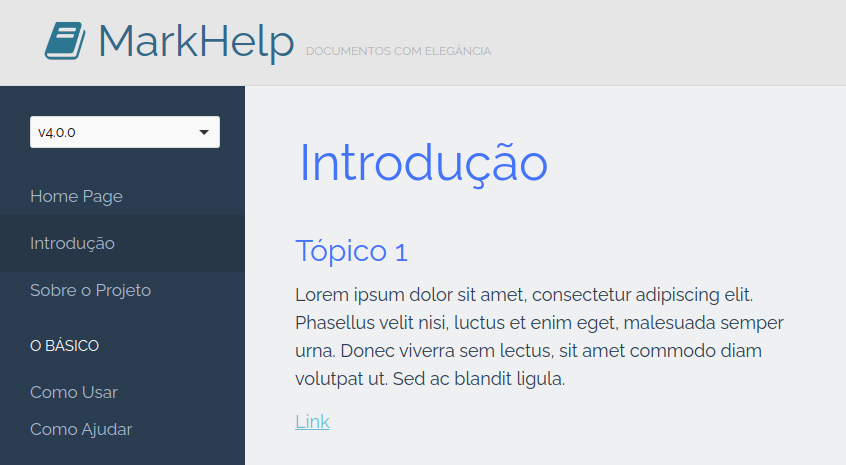 MarkHelp DOCUMENTOS COM ELEGÂNCIA
v4.0.0
Home Page
Introdução
Sobre o Projeto
O BÁSICO
Como Usar
Como Ajudar
Introdução
Tópico 1
Lorem ipsum dolor sit amet, consectetur adipiscing elit.
Phasellus velit nisi, luctus et enim eget, malesuada semper
urna. Donec viverra sem lectus, sit amet commodo diam
volutpat ut. Sed ac blandit ligula.
Link